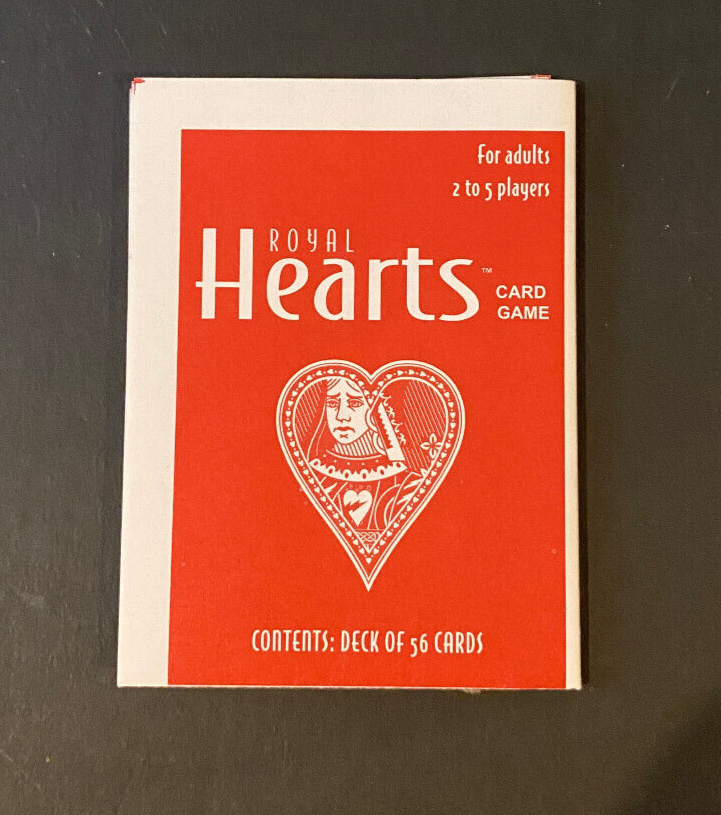 For adults
2 to 5 players
ROYAL
Hearts™
CARD
GAME
CONTENTS: DECK OF 56 CARDS